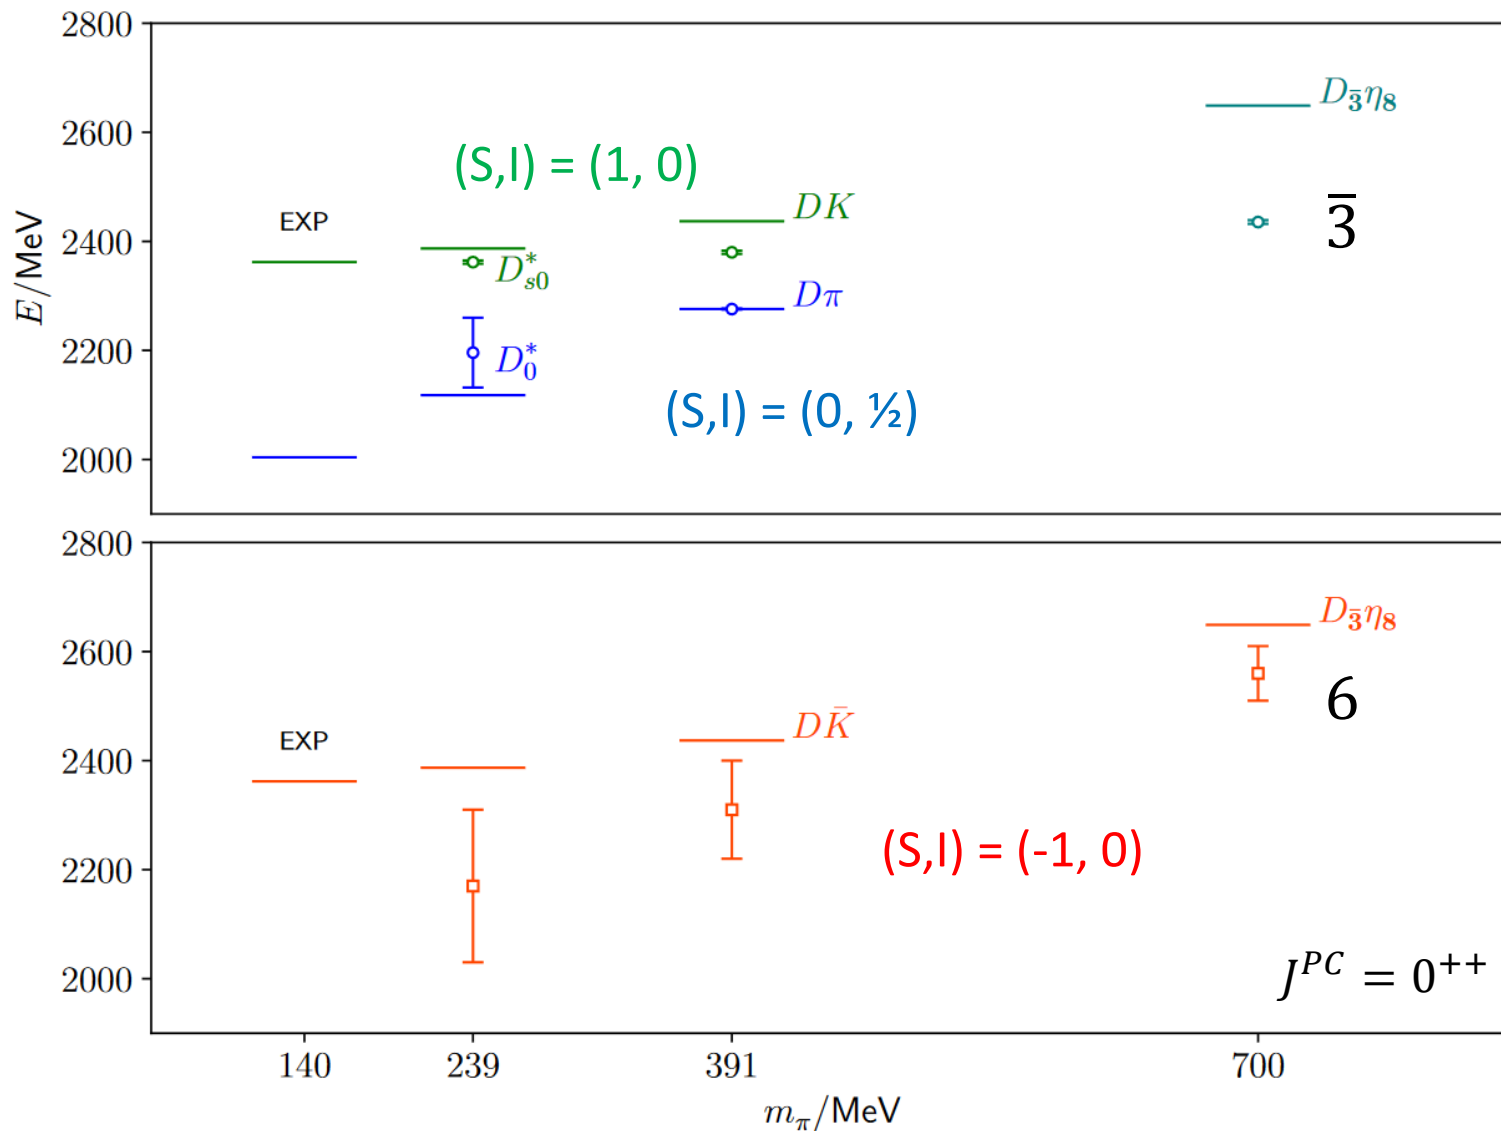 2800
2600
2400
2200
2000
E/MeV
EXP
(S,I) = (1, 0)
D*s0
D*0
DK
Dπ
(S,I) = (0, ½)
D3̄η8
3̄
2800
2600
2400
2200
2000
EXP
DK̄
(S,I) = (-1, 0)
D3̄η8
6
J^PC = 0^++
140
239
391
700
mπ/MeV